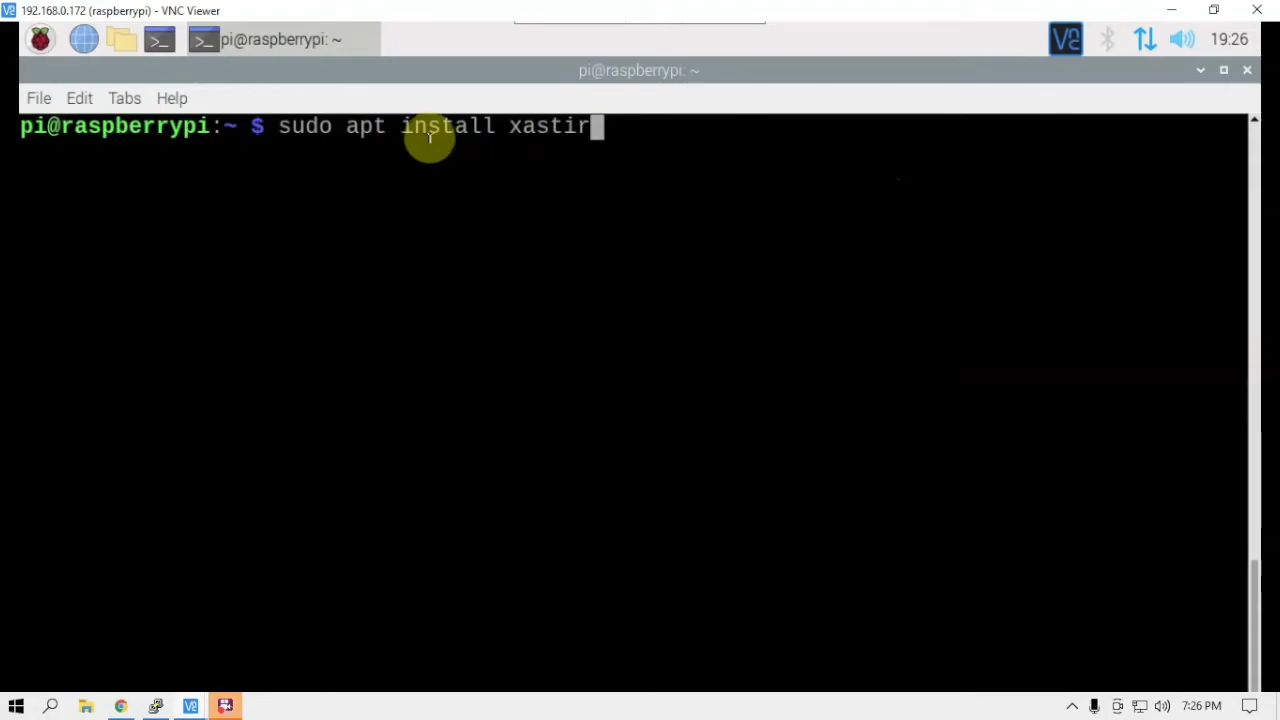 192.168.0.172 (raspberrypi) - VNC Viewer
pi@raspberrypi: ~
19:26
pi@raspberrypi: ~
File Edit Tabs Help
pi@raspberrypi:~ $ sudo apt install xastir
7:26 PM